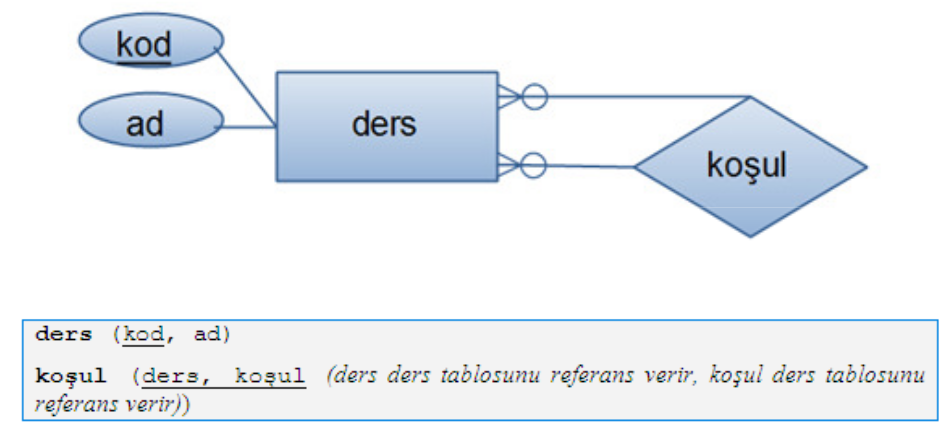 kod
ad
ders
koşul
ders (kod, ad)
koşul (ders, koşul (ders ders tablosunu referans verir, koşul ders tablosunu
referans verir))